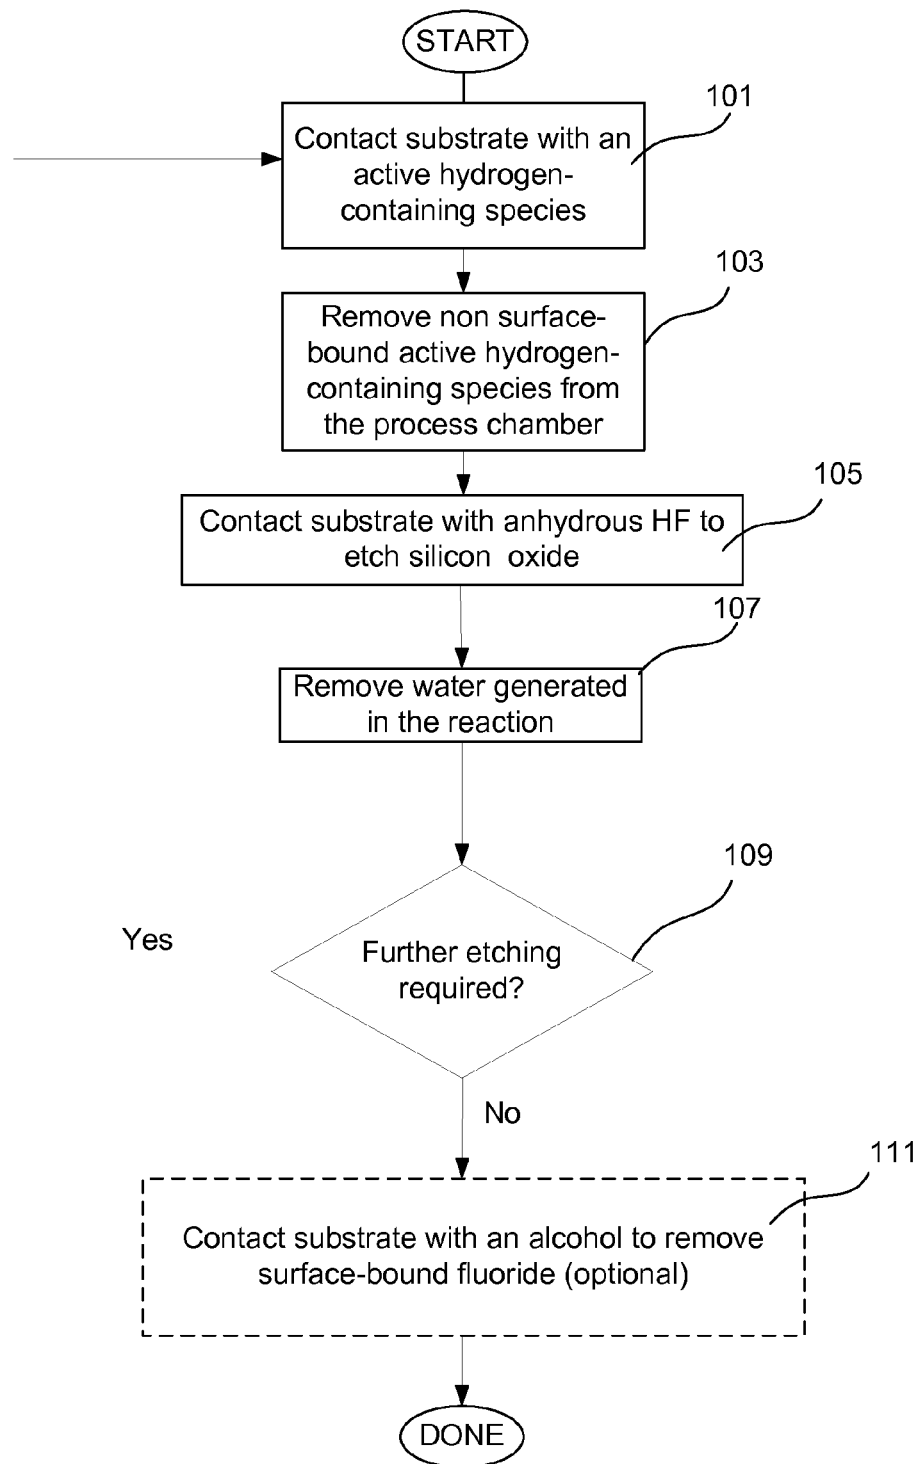 START
101
Contact substrate with an
active hydrogen-
containing species
103
Remove non surface-
bound active hydrogen-
containing species from
the process chamber
105
Contact substrate with anhydrous HF to
etch silicon oxide
107
Remove water generated
in the reaction
109
Yes
Further etching
required?
No
111
Contact substrate with an alcohol to remove
surface-bound fluoride (optional)
DONE